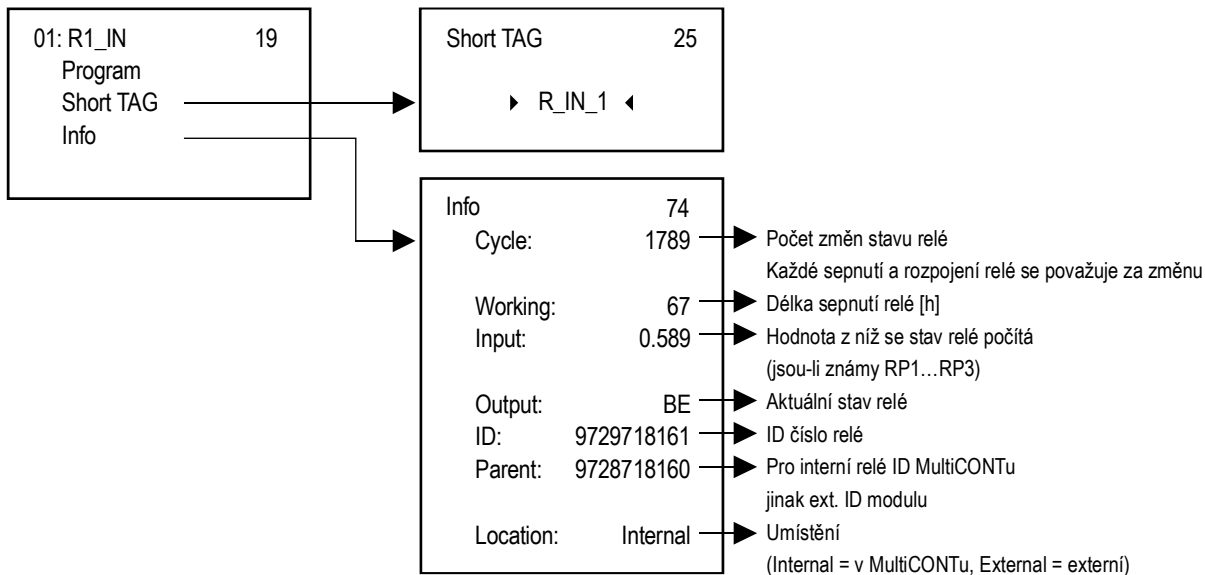 01: R1_IN 19
Program
Short TAG
Info
Short TAG 25
R_IN_1
Info 74
Cycle: 1789
Počet změn stavu relé
Každé sepnutí a rozpojení relé se považuje za změnu
Working: 67
Délka sepnutí relé [h]
Input: 0.589
Hodnota z níž se stav relé počítá
(jsou-li známy RP1…RP3)
Output: BE
Aktuální stav relé
ID: 9729718161
ID číslo relé
Parent: 9728718160
Pro interní relé ID MultiCONTu
jinak ext. ID modulu
Location: Internal
Umístění
(Internal = v MultiCONTu, External = externí)